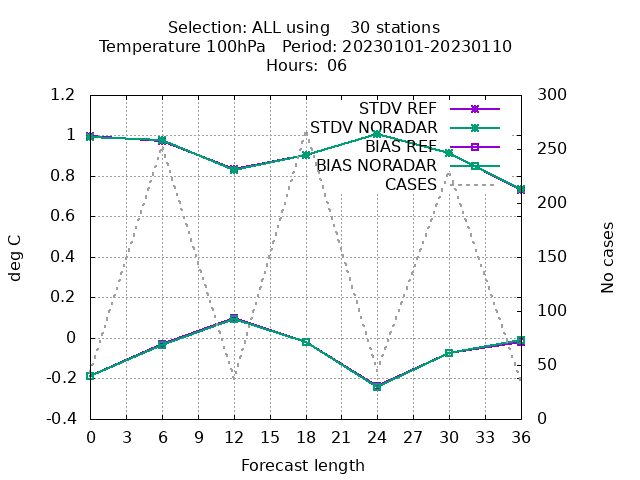 Selection: ALL using    30 stations
Temperature 100hPa   Period: 20230101-20230110
Hours:  06
1.2
1
0.8
0.6
0.4
0.2
0
-0.2
-0.4
deg C
STDV REF
STDV NORADAR
BIAS REF
BIAS NORADAR
CASES
300
250
200
150
100
50
0
No cases
0 3 6 9 12 15 18 21 24 27 30 33 36
Forecast length